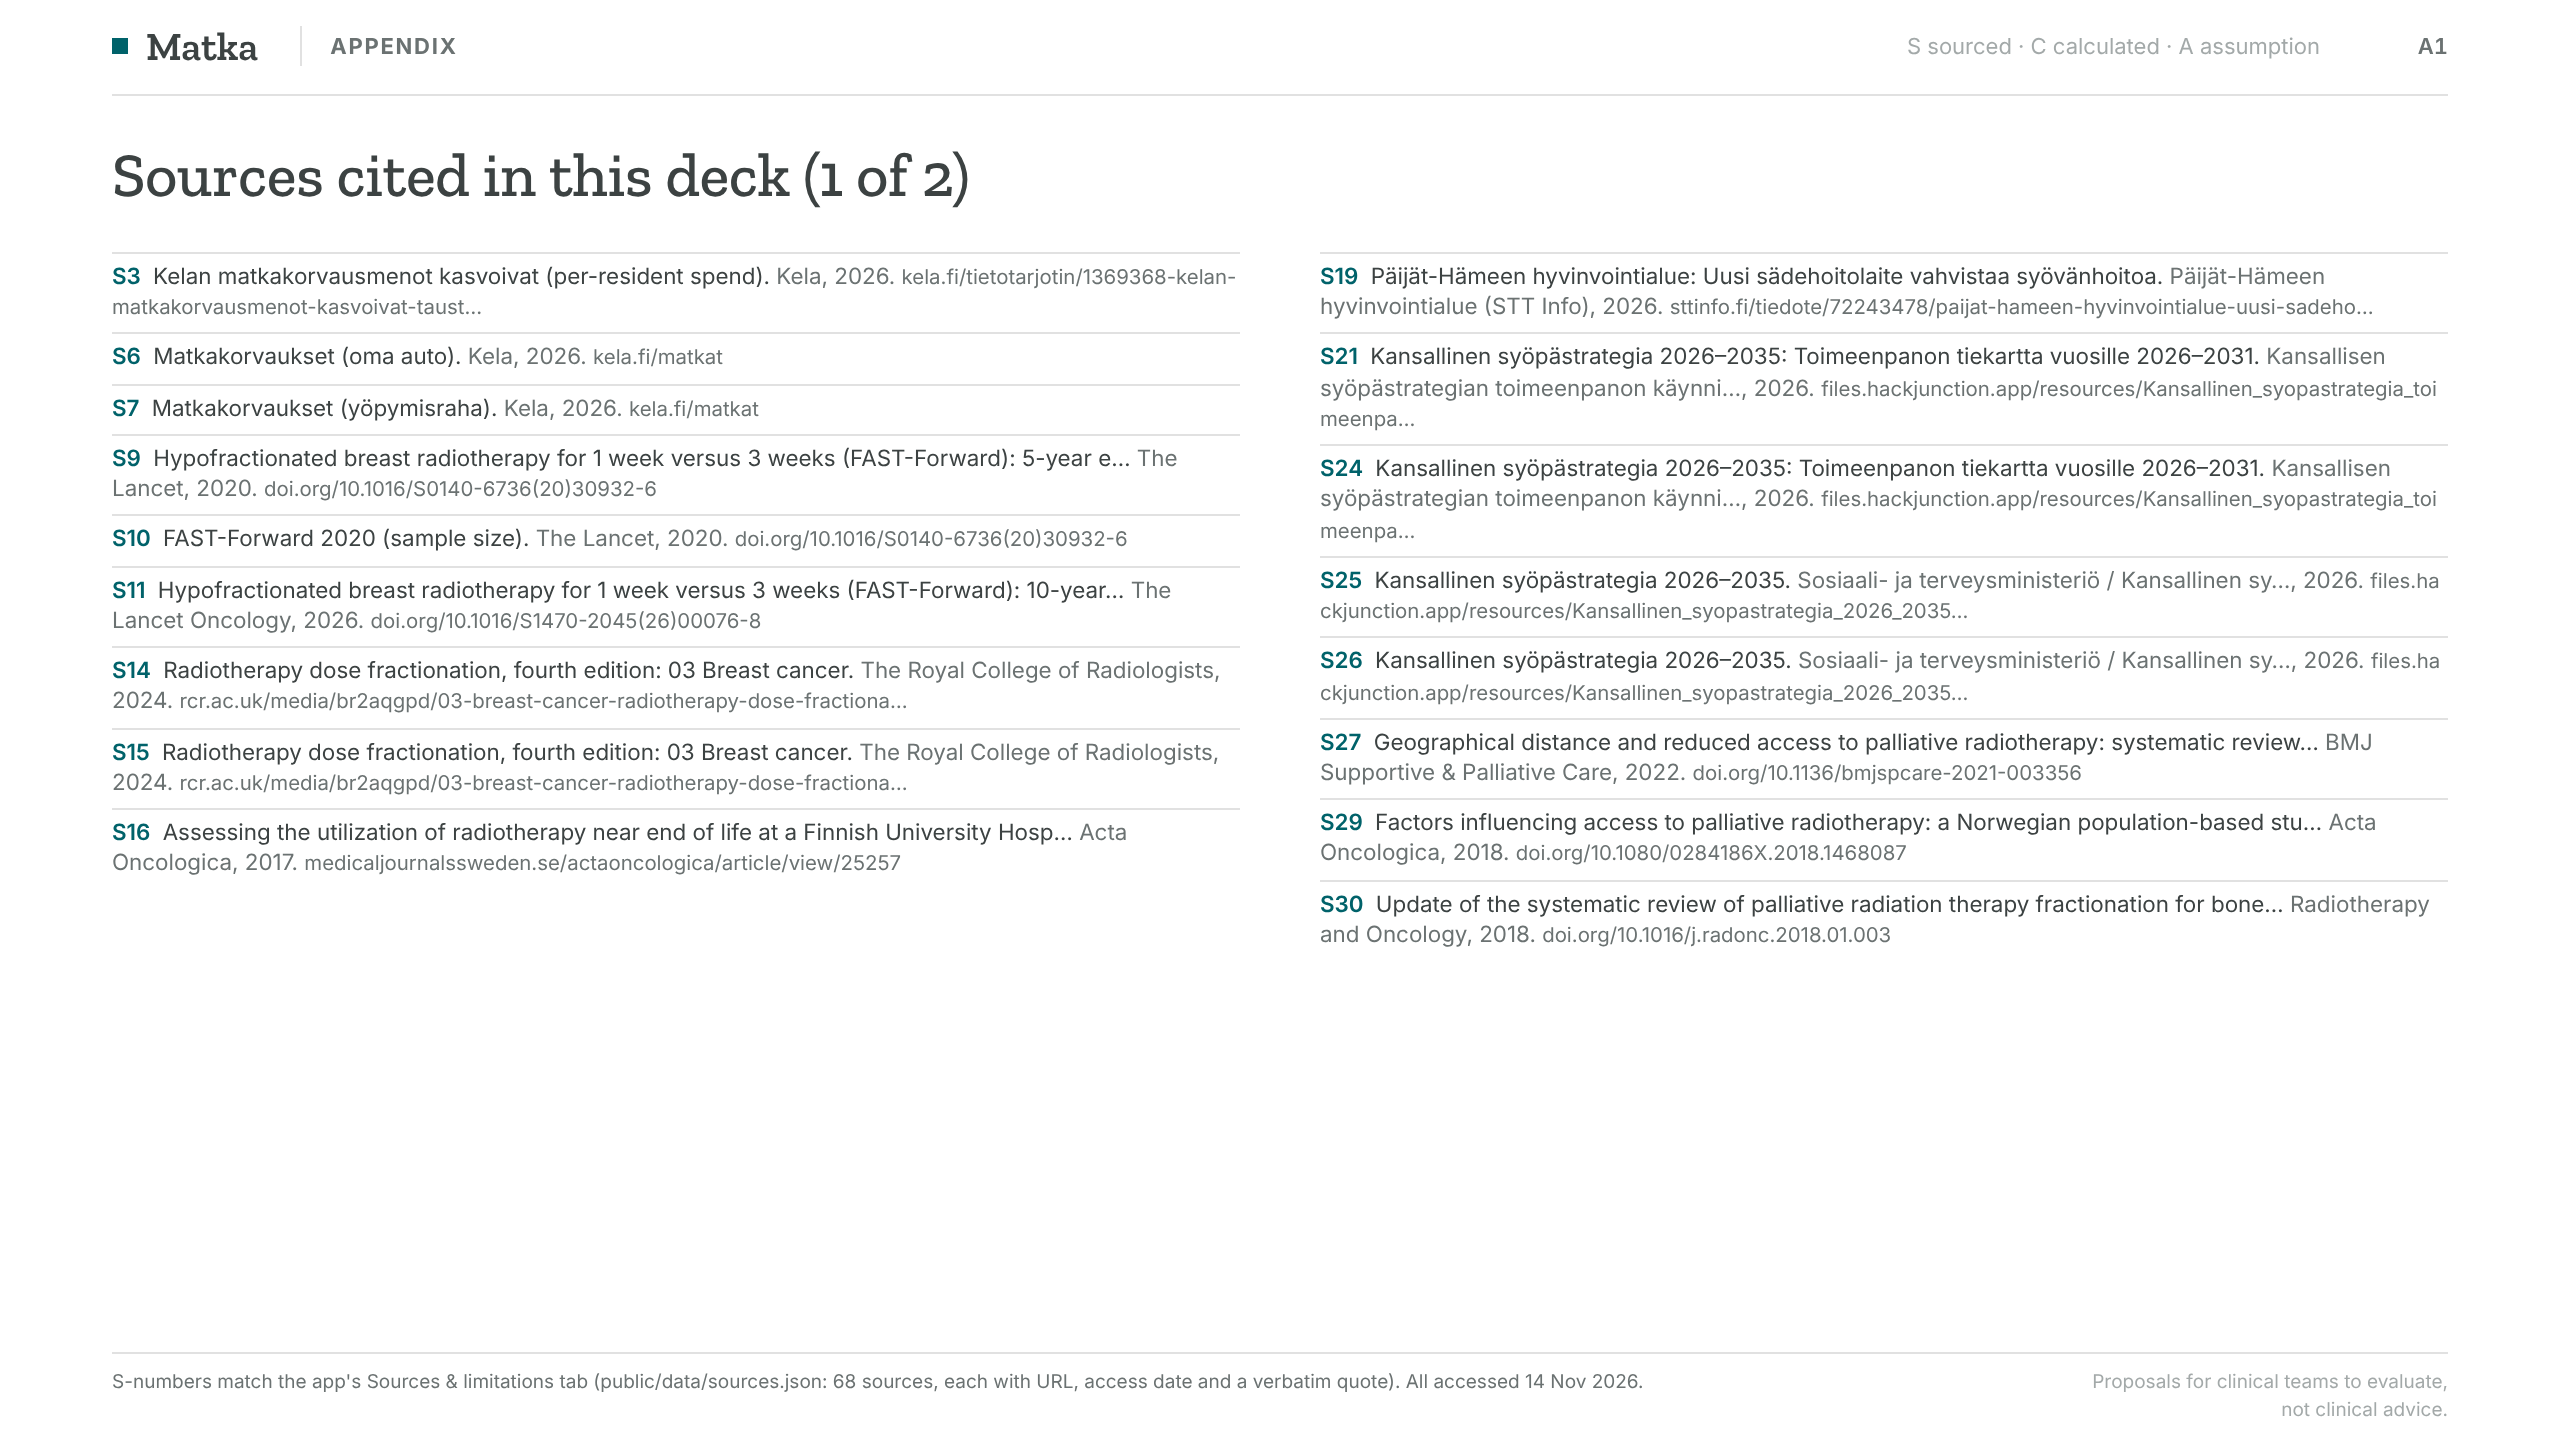 Matka
APPENDIX
S sourced · C calculated · A assumption
A1
Sources cited in this deck (1 of 2)
S3 Kelan matkakorvausmenot kasvoivat (per-resident spend). Kela, 2026. kela.fi/tietotarjotin/1369368-kelan-
matkakorvausmenot-kasvoivat-taust...
S6 Matkakorvaukset (oma auto). Kela, 2026. kela.fi/matkat
S7 Matkakorvaukset (yöpymisraha). Kela, 2026. kela.fi/matkat
S9 Hypofractionated breast radiotherapy for 1 week versus 3 weeks (FAST-Forward): 5-year e... The
Lancet, 2020. doi.org/10.1016/S0140-6736(20)30932-6
S10 FAST-Forward 2020 (sample size). The Lancet, 2020. doi.org/10.1016/S0140-6736(20)30932-6
S11 Hypofractionated breast radiotherapy for 1 week versus 3 weeks (FAST-Forward): 10-year... The
Lancet Oncology, 2026. doi.org/10.1016/S1470-2045(26)00076-8
S14 Radiotherapy dose fractionation, fourth edition: 03 Breast cancer. The Royal College of Radiologists,
2024. rcr.ac.uk/media/br2aqgpd/03-breast-cancer-radiotherapy-dose-fractiona...
S15 Radiotherapy dose fractionation, fourth edition: 03 Breast cancer. The Royal College of Radiologists,
2024. rcr.ac.uk/media/br2aqgpd/03-breast-cancer-radiotherapy-dose-fractiona...
S16 Assessing the utilization of radiotherapy near end of life at a Finnish University Hosp... Acta
Oncologica, 2017. medicaljournalssweden.se/actaoncologica/article/view/25257
S19 Päijät-Hämeen hyvinvointialue: Uusi sädehoitolaite vahvistaa syövänhoitoa. Päijät-Hämeen
hyvinvointialue (STT Info), 2026. sttinfo.fi/tiedote/72243478/paijat-hameen-hyvinvointialue-uusi-sadeho...
S21 Kansallinen syöpästrategia 2026–2035: Toimeenpanon tiekartta vuosille 2026–2031. Kansallisen
syöpästrategian toimeenpanon käynni..., 2026. files.hackjunction.app/resources/Kansallinen_syopastrategia_toi
meenpa...
S24 Kansallinen syöpästrategia 2026–2035: Toimeenpanon tiekartta vuosille 2026–2031. Kansallisen
syöpästrategian toimeenpanon käynni..., 2026. files.hackjunction.app/resources/Kansallinen_syopastrategia_toi
meenpa...
S25 Kansallinen syöpästrategia 2026–2035. Sosiaali- ja terveysministeriö / Kansallinen sy..., 2026. files.ha
ckjunction.app/resources/Kansallinen_syopastrategia_2026_2035...
S26 Kansallinen syöpästrategia 2026–2035. Sosiaali- ja terveysministeriö / Kansallinen sy..., 2026. files.ha
ckjunction.app/resources/Kansallinen_syopastrategia_2026_2035...
S27 Geographical distance and reduced access to palliative radiotherapy: systematic review... BMJ
Supportive & Palliative Care, 2022. doi.org/10.1136/bmjspcare-2021-003356
S29 Factors influencing access to palliative radiotherapy: a Norwegian population-based stu... Acta
Oncologica, 2018. doi.org/10.1080/0284186X.2018.1468087
S30 Update of the systematic review of palliative radiation therapy fractionation for bone... Radiotherapy
and Oncology, 2018. doi.org/10.1016/j.radonc.2018.01.003
S-numbers match the app's Sources & limitations tab (public/data/sources.json: 68 sources, each with URL, access date and a verbatim quote). All accessed 14 Nov 2026.
Proposals for clinical teams to evaluate,
not clinical advice.